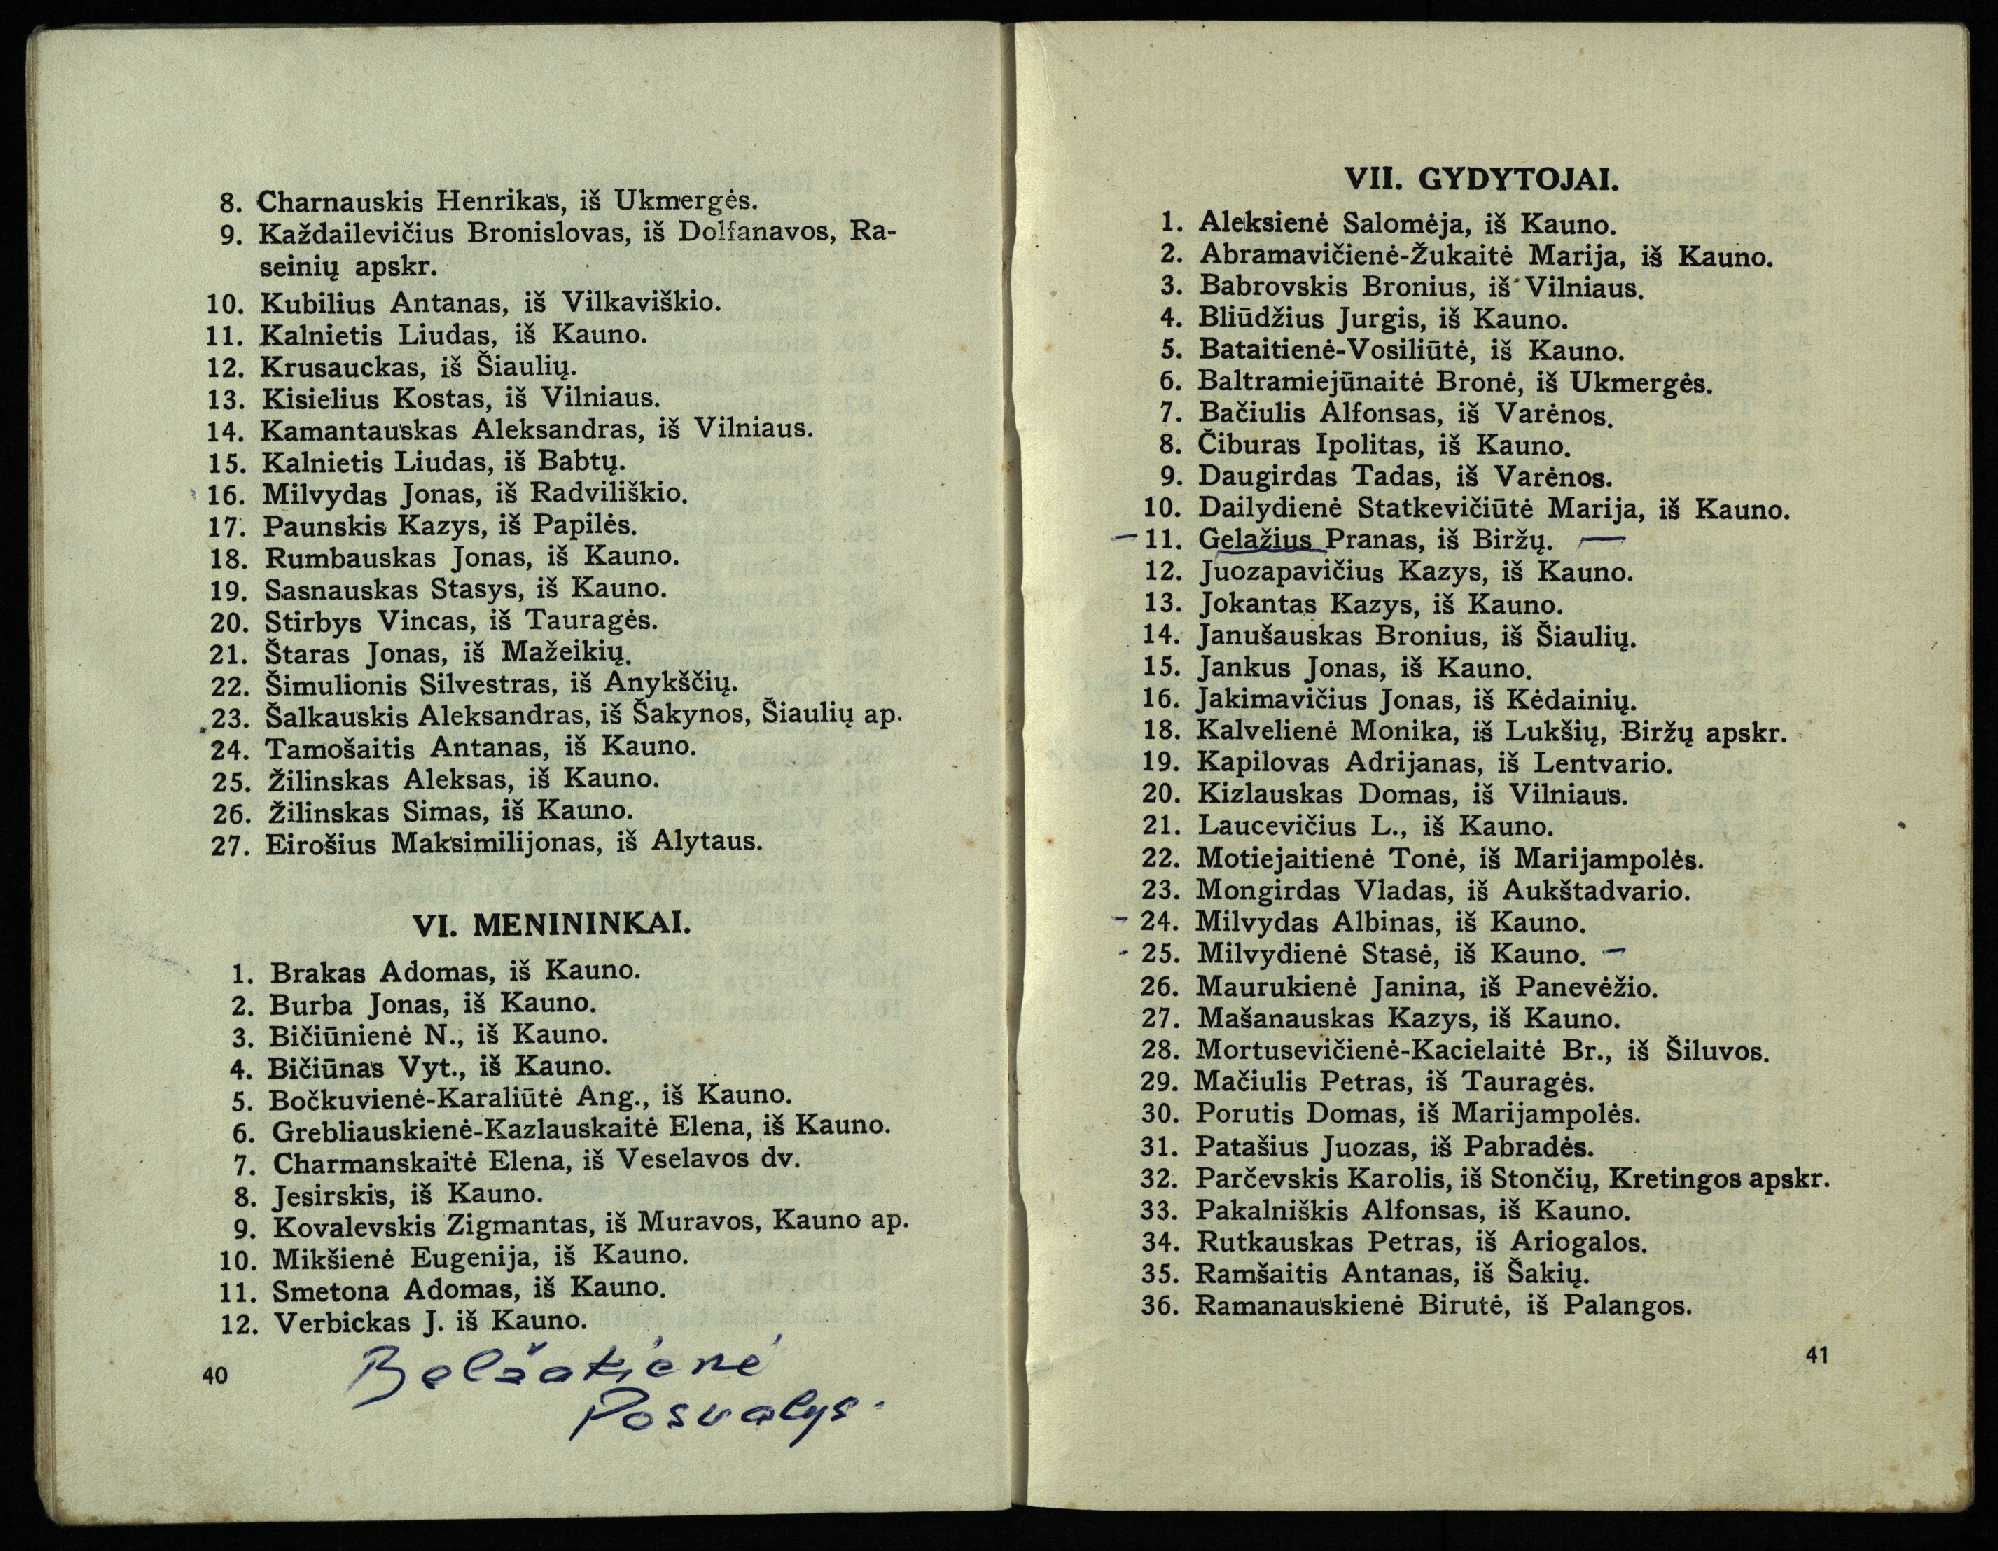 8. Charnauskis Henrikas, iš Ukmergės.
9. Každailevičius Bronislovas, iš Dolfanavos, Ra-
seinių apskr.
10. Kubilius Antanas, iš Vilkaviškio.
11. Kalnietis Liudas, iš Kauno.
12. Krusauckas, iš Šiaulių.
13. Kisielius Kostas, iš Vilniaus.
14. Kamantauskas Aleksandras, iš Vilniaus.
15. Kalnietis Liudas, iš Babtų.
16. Milvydas Jonas, iš Radviliškio.
17. Paunskis Kazys, iš Papilės.
18. Rumbauskas Jonas, iš Kauno.
19. Sasnauskas Stasys, iš Kauno.
20. Stirbys Vincas, iš Tauragės.
21. Štaras Jonas, iš Mažeikių.
22. Šimulionis Silvestras, iš Anykščių.
23. Šalkauskis Aleksandras, iš Šakynos, Šiaulių ap.
24. Tamošaitis Antanas, iš Kauno.
25. Žilinskas Aleksas, iš Kauno.
26. Žilinskas Simas, iš Kauno.
27. Eirošius Maksimilijonas, iš Alytaus.
VI. MENININKAI.
1. Brakas Adomas, iš Kauno.
2. Burba Jonas, iš Kauno.
3. Bičiūnienė N., iš Kauno.
4. Bičiūnas Vyt., iš Kauno.
5. Bočkuvienė-Karaliūtė Ang., iš Kauno.
6. Grebliauskienė-Kazlauskaitė Elena, iš Kauno.
7. Charmanskaitė Elena, iš Veselavos dv.
8. Jesirskis, iš Kauno.
9. Kovalevskis Zigmantas, iš Muravos, Kauno ap.
10. Mikšienė Eugenija, iš Kauno.
11. Smetona Adomas, iš Kauno.
12. Verbickas J. iš Kauno.
Belšakienė
Posvalys.
40
VII. GYDYTOJAI.
1. Aleksienė Salomėja, iš Kauno.
2. Abramavičienė-Žukaitė Marija, iš Kauno.
3. Babrovskis Bronius, iš Vilniaus.
4. Bliūdžius Jurgis, iš Kauno.
5. Bataitienė-Vosiliūtė, iš Kauno.
6. Baltramiejūnaitė Bronė, iš Ukmergės.
7. Bačiulis Alfonsas, iš Varėnos.
8. Čiburas Ipolitas, iš Kauno.
9. Daugirdas Tadas, iš Varėnos.
10. Dailydienė Statkevičiūtė Marija, iš Kauno.
11. Gelažius Pranas, iš Biržų.
12. Juozapavičius Kazys, iš Kauno.
13. Jokantas Kazys, iš Kauno.
14. Janušauskas Bronius, iš Šiaulių.
15. Jankus Jonas, iš Kauno.
16. Jakimavičius Jonas, iš Kėdainių.
18. Kalvelienė Monika, iš Lukšių, Biržų apskr.
19. Kapilovas Adrijanas, iš Lentvario.
20. Kizlauskas Domas, iš Vilniaus.
21. Laucevičius L., iš Kauno.
22. Motiejaitienė Tonė, iš Marijampolės.
23. Mongirdas Vladas, iš Aukštadvario.
24. Milvydas Albinas, iš Kauno.
25. Milvydienė Stasė, iš Kauno.
26. Maurukienė Janina, iš Panevėžio.
27. Mašanauskas Kazys, iš Kauno.
28. Mortusevičienė-Kacielaitė Br., iš Šiluvos.
29. Mačiulis Petras, iš Tauragės.
30. Porutis Domas, iš Marijampolės.
31. Patašius Juozas, iš Pabradės.
32. Parčevskis Karolis, iš Stončių, Kretingos apskr.
33. Pakalniškis Alfonsas, iš Kauno.
34. Rutkauskas Petras, iš Ariogalos.
35. Ramšaitis Antanas, iš Šakių.
36. Ramanauskienė Birutė, iš Palangos.
41